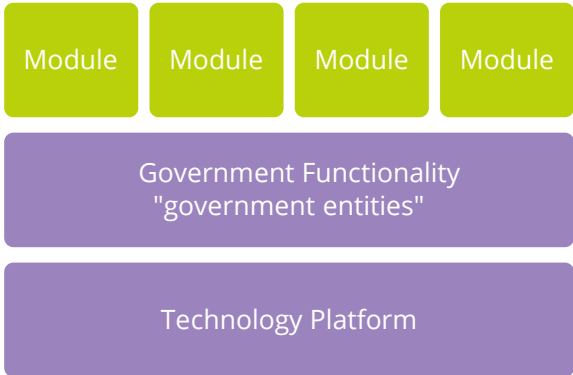 Module Module Module Module
Government Functionality
"government entities"
Technology Platform